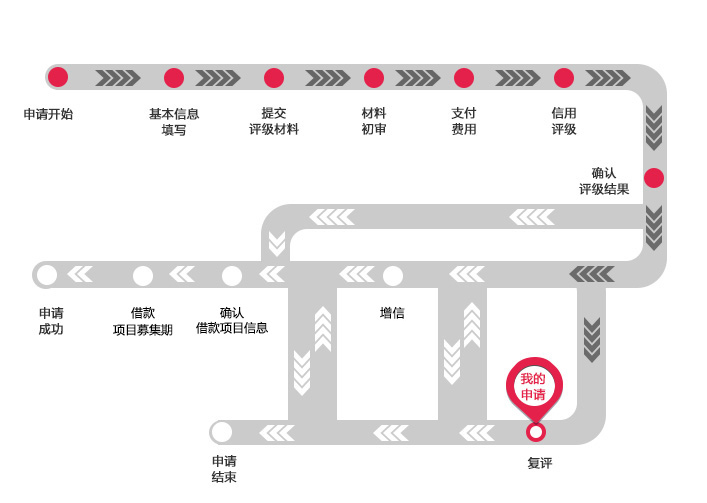 申请开始
基本信息
填写
提交
评级材料
材料
初审
支付
费用
信用
评级
确认
评级结果
申请
成功
借款
项目募集期
确认
借款项目信息
增信
我的
申请
申请
结束
复评